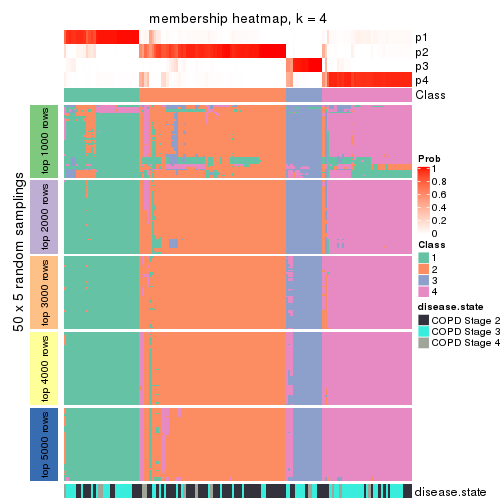 membership heatmap, k = 4
p1
p2
p3
p4
Class
50 x 5 random samplings
top 1000 rows
top 2000 rows
top 3000 rows
top 4000 rows
top 5000 rows
disease.state
Prob
1
0.8
0.6
0.4
0.2
0
Class
1
2
3
4
disease.state
COPD Stage 2
COPD Stage 3
COPD Stage 4